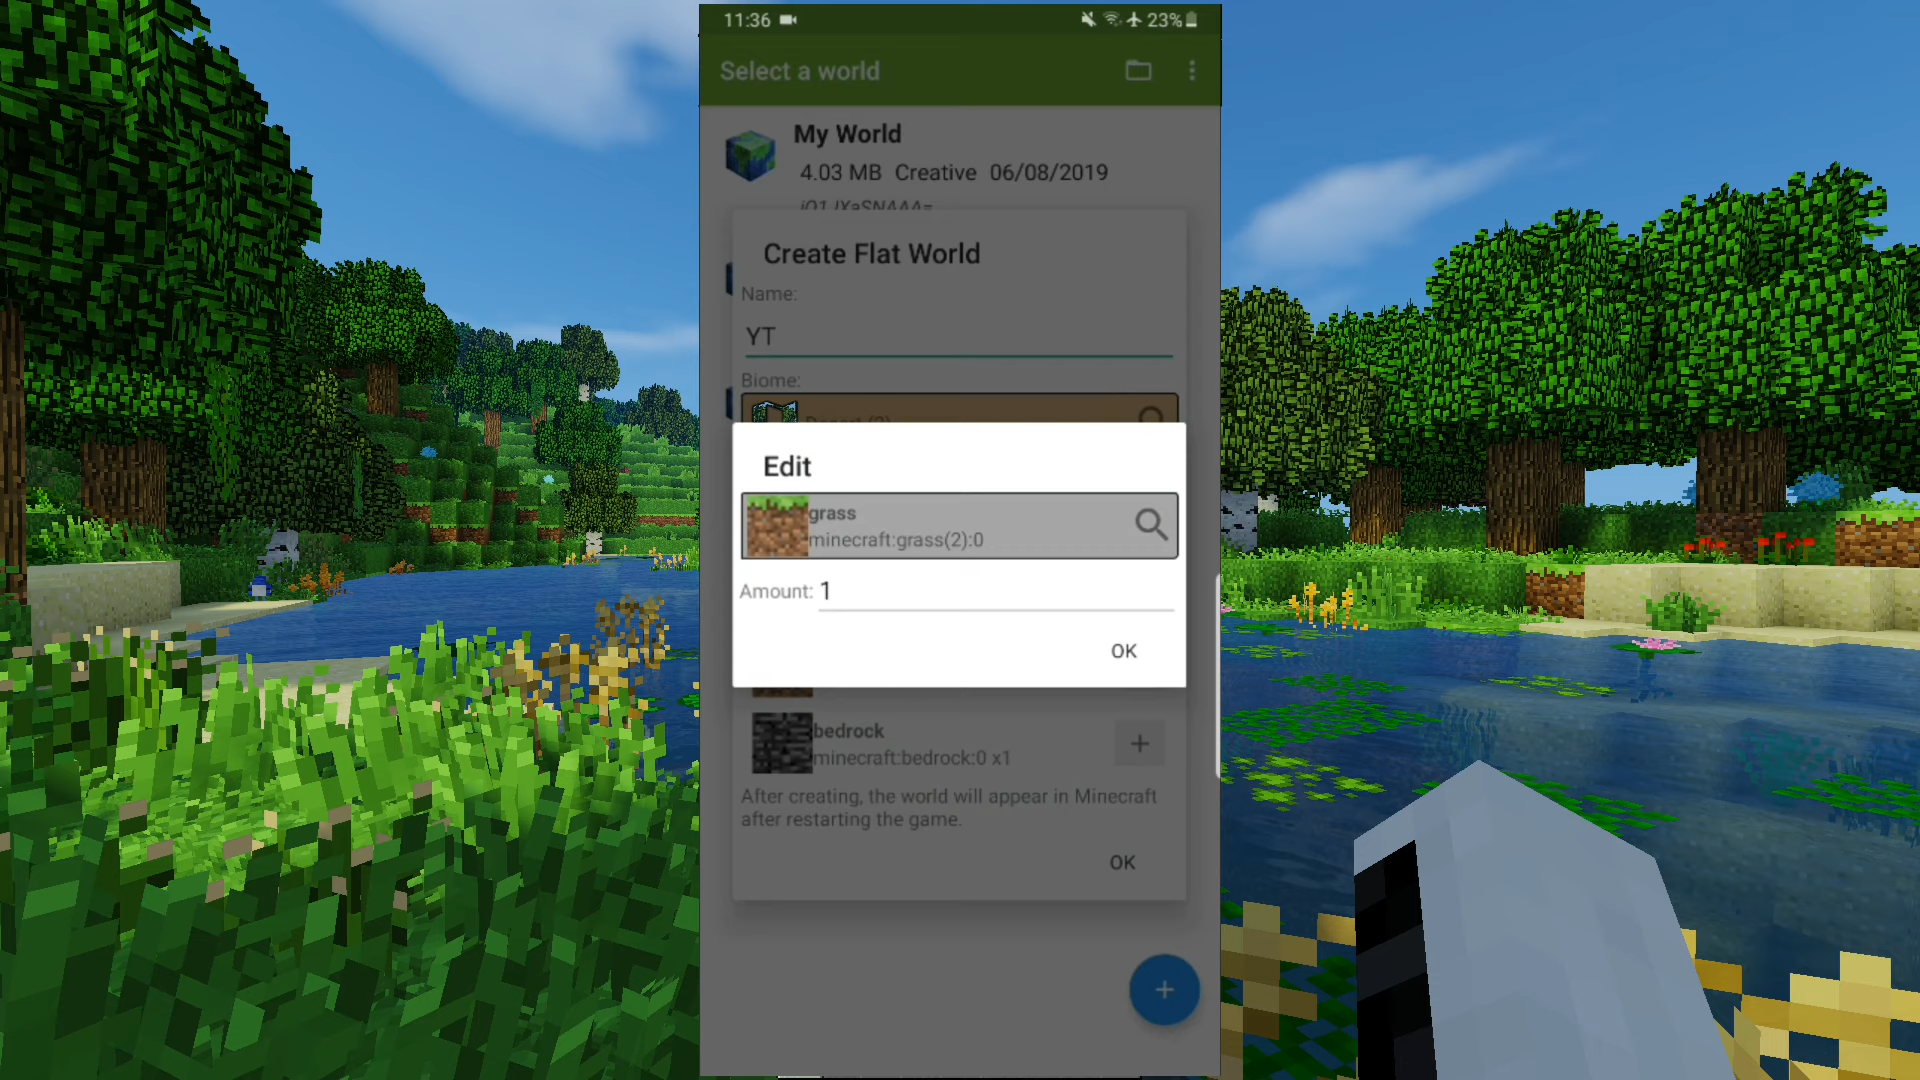 11:36
23%
Select a world
My World
4.03 MB Creative 06/08/2019
Create Flat World
Name:
YT
Biome:
Edit
grass
minecraft:grass(2):0
Amount: 1
OK
bedrock
minecraft:bedrock:0 x1
+
After creating, the world will appear in Minecraft
after restarting the game.
OK
+